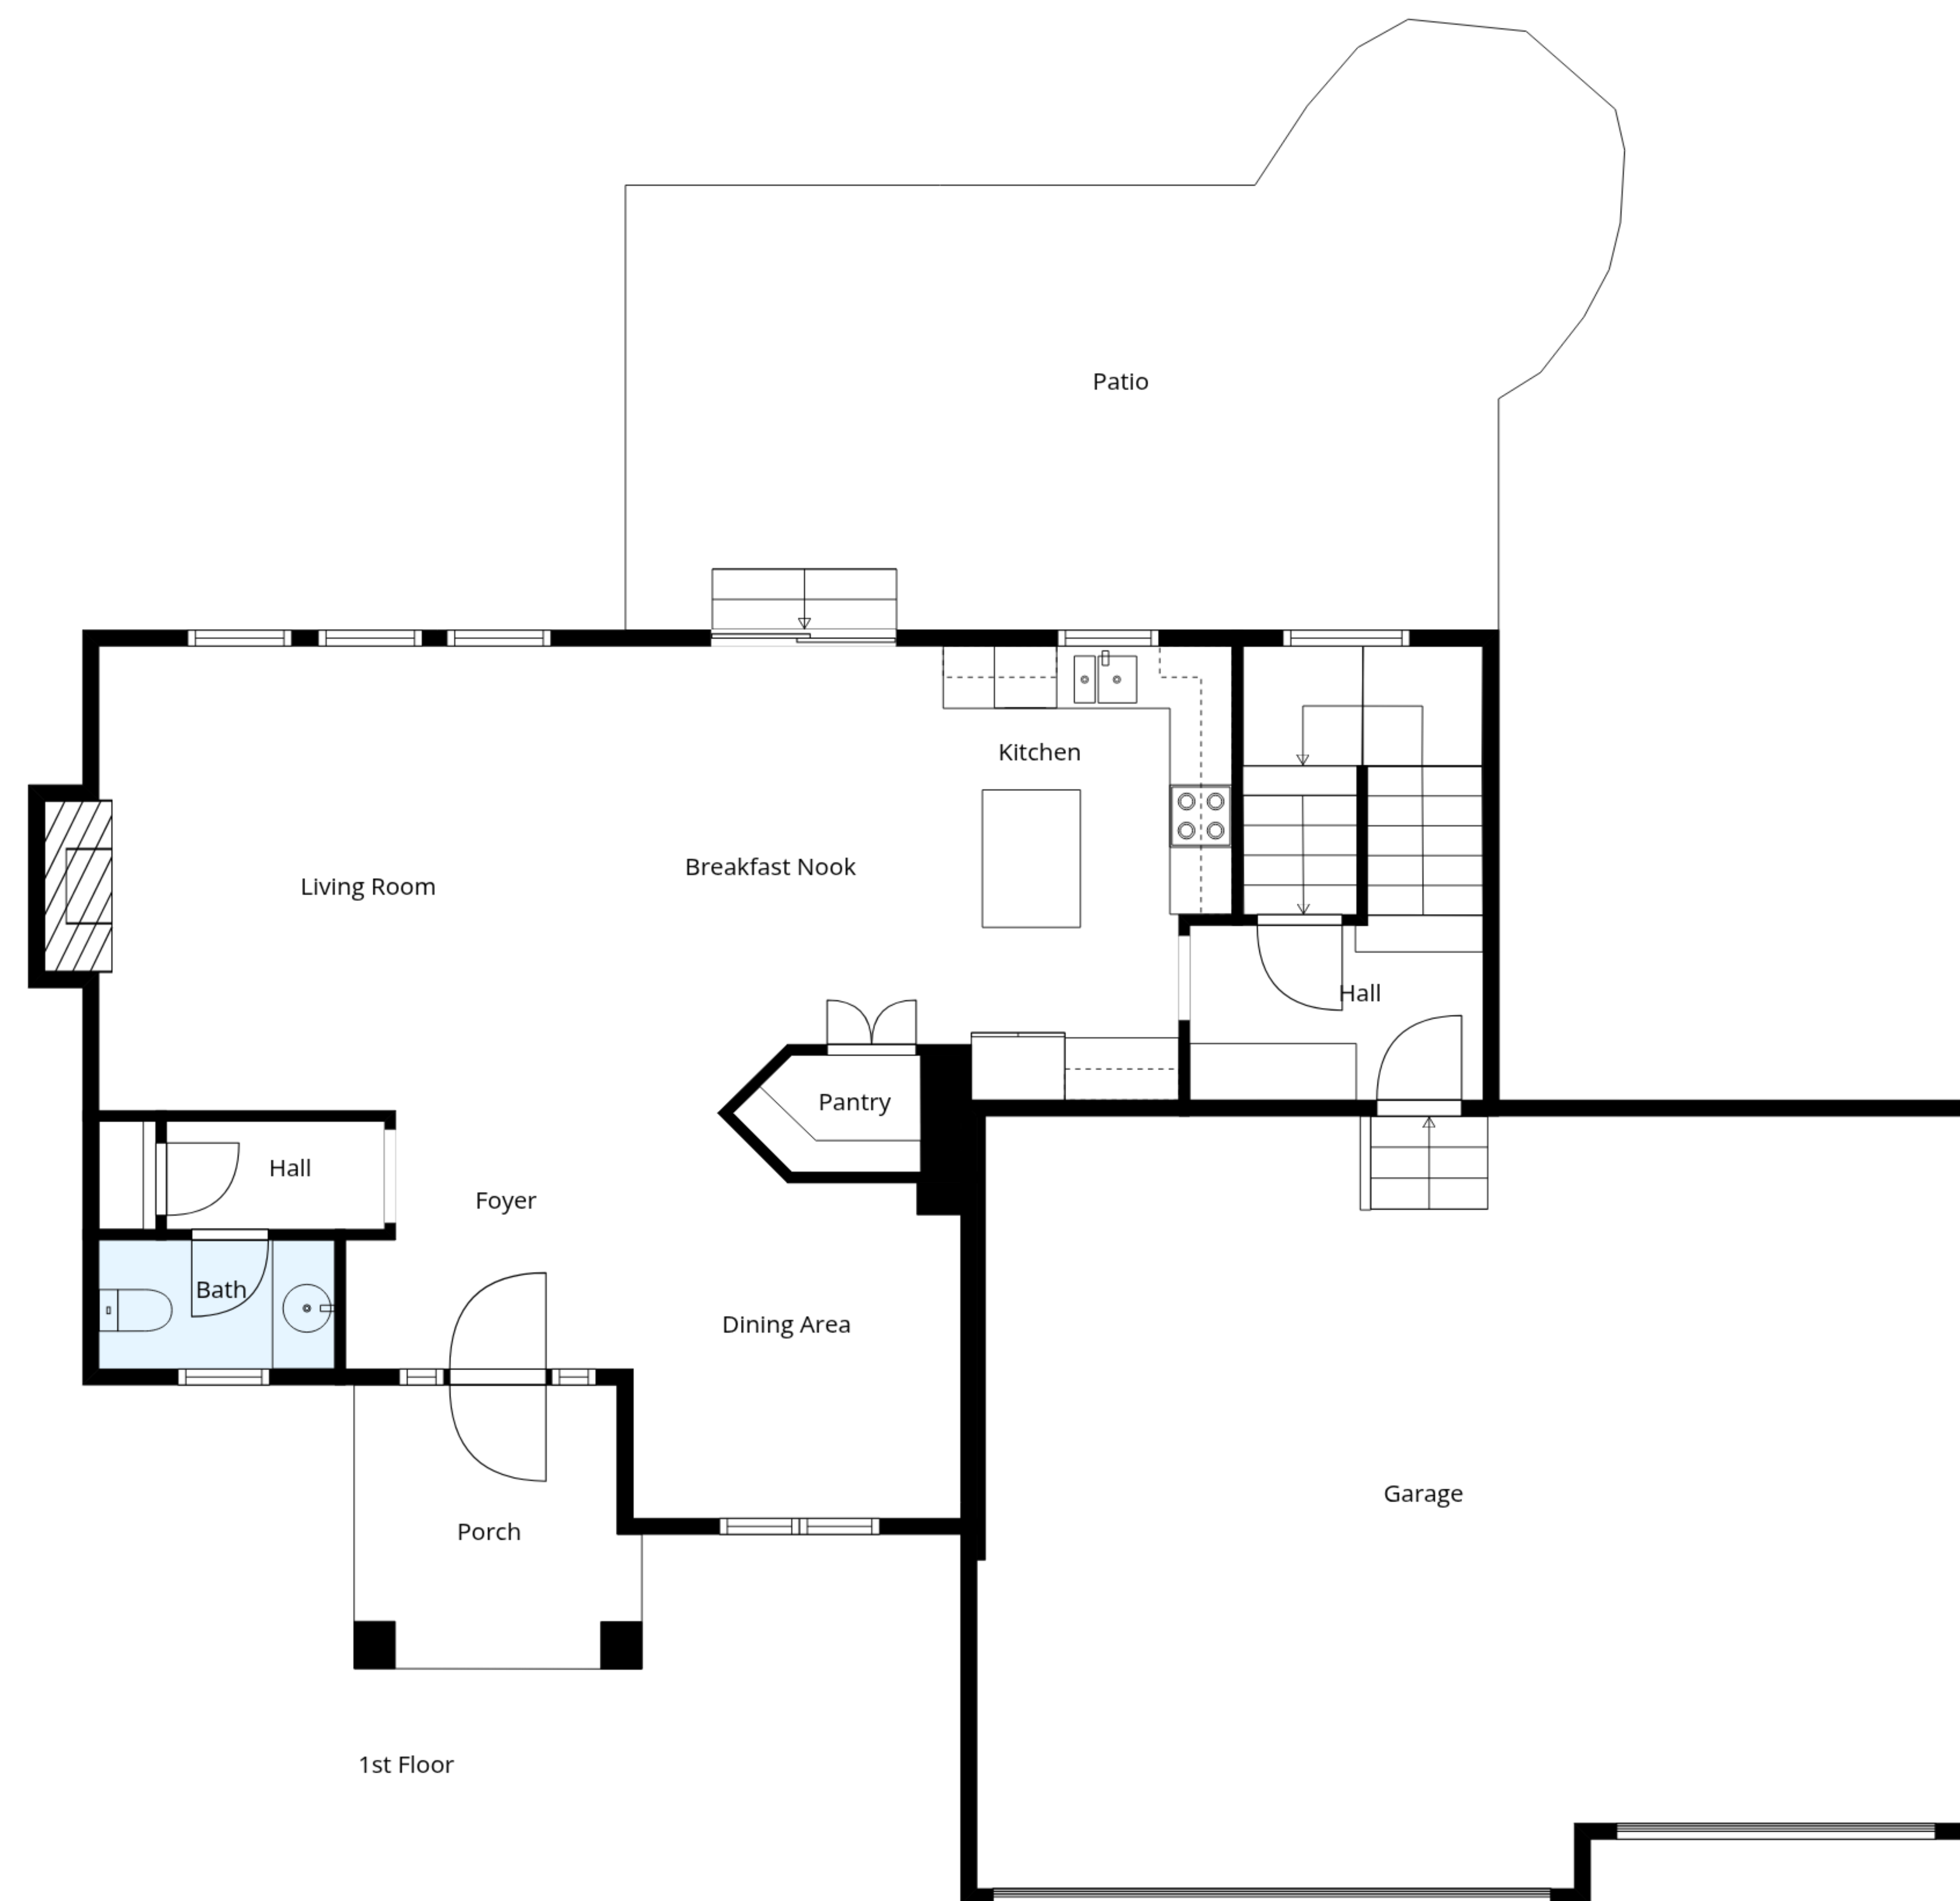 Patio
Kitchen
Breakfast Nook
Living Room
Hall
Pantry
Hall
Foyer
Bath
Dining Area
Garage
Porch
1st Floor